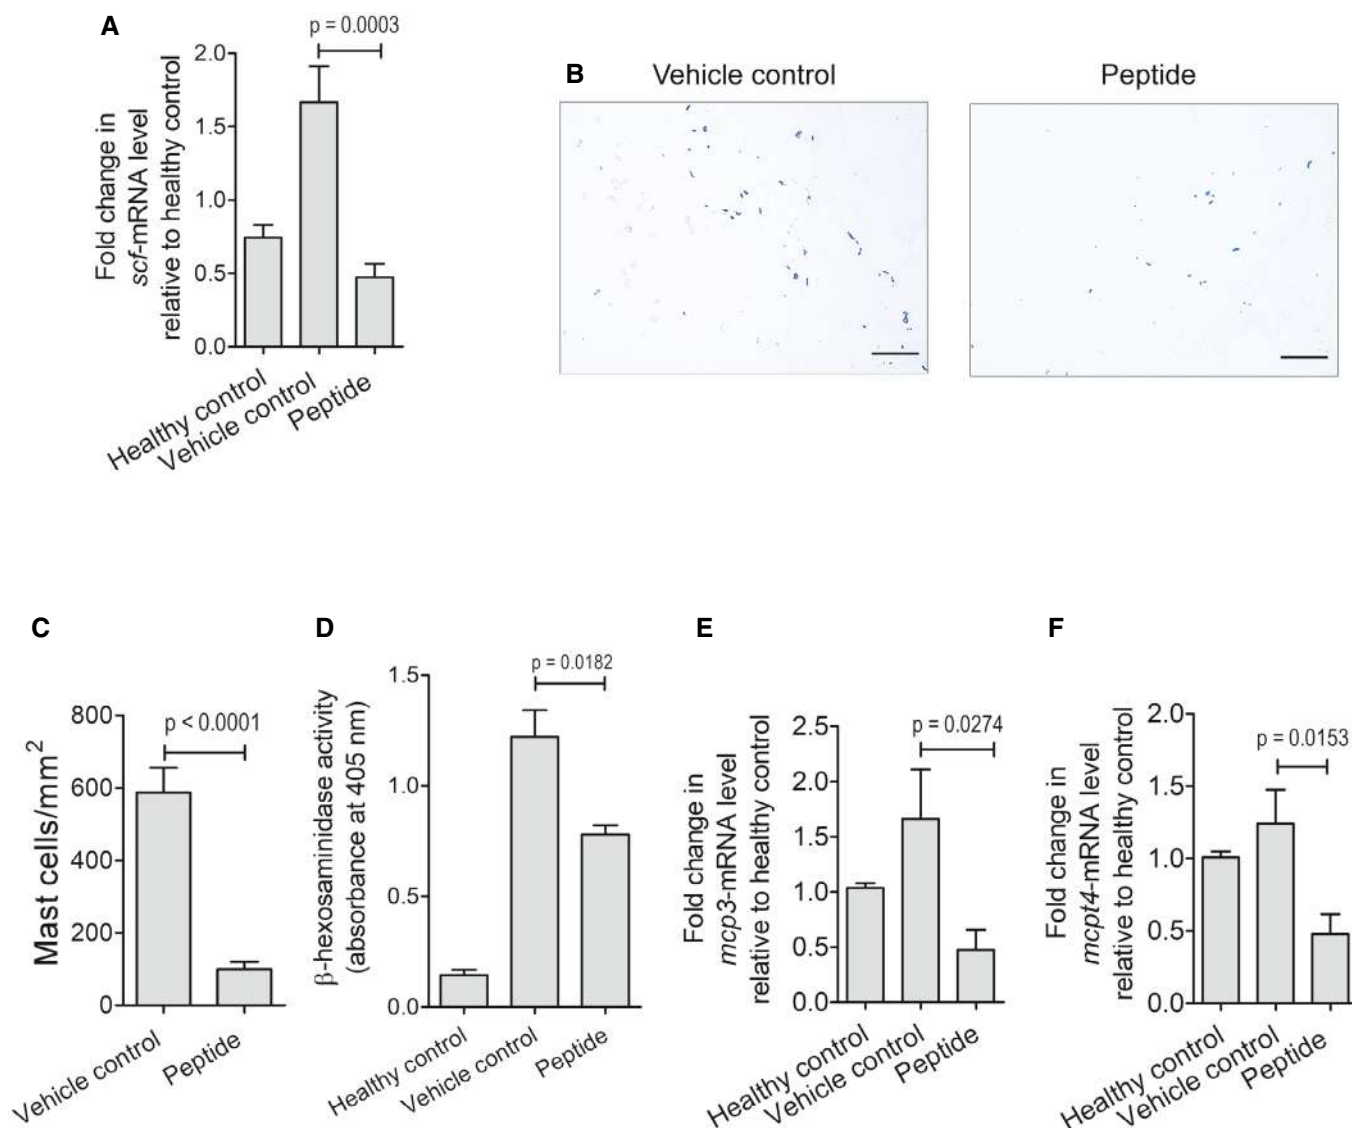 A
p = 0.0003
Fold change in
scf-mRNA level
relative to healthy control
2.0
1.5
1.0
0.5
0.0
Healthy control
Vehicle control
Peptide
B
Vehicle control
Peptide
C
p < 0.0001
Mast cells/mm²
800
600
400
200
0
Vehicle control
Peptide
D
p = 0.0182
β-hexosaminidase activity
(absorbance at 405 nm)
1.5
1.0
0.5
0.0
Healthy control
Vehicle control
Peptide
E
p = 0.0274
Fold change in
mcp3-mRNA level
relative to healthy control
2.5
2.0
1.5
1.0
0.5
0.0
Healthy control
Vehicle control
Peptide
F
p = 0.0153
Fold change in
mcpt4-mRNA level
relative to healthy control
2.0
1.5
1.0
0.5
0.0
Healthy control
Vehicle control
Peptide